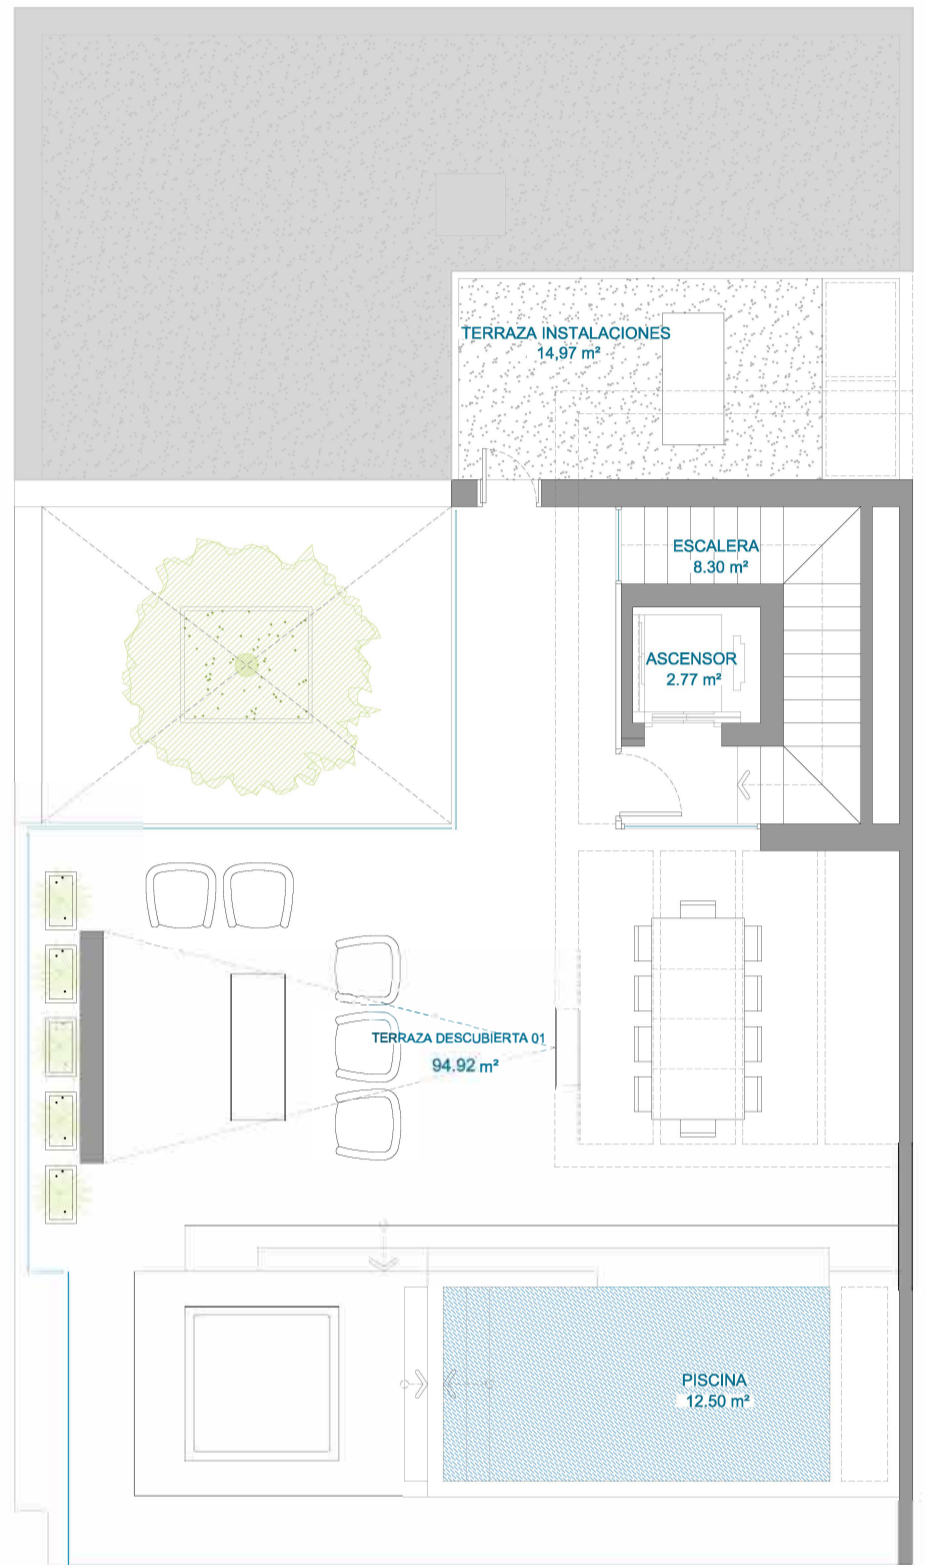 TERRAZA INSTALACIONES
14,97 m²
ESCALERA
8.30 m²
ASCENSOR
2.77 m²
TERRAZA DESCUBIERTA 01
94.92 m²
PISCINA
12.50 m²